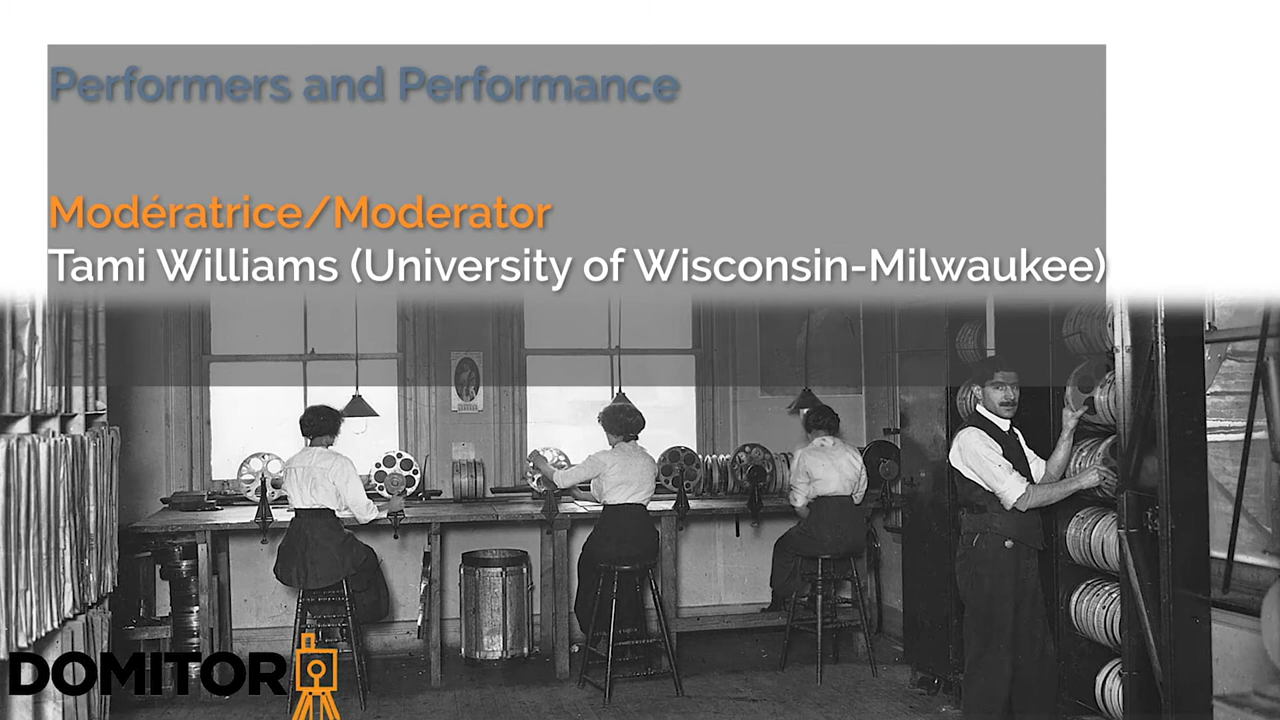 Performers and Performance
Modératrice/Moderator
Tami Williams (University of Wisconsin-Milwaukee)
DOMITOR